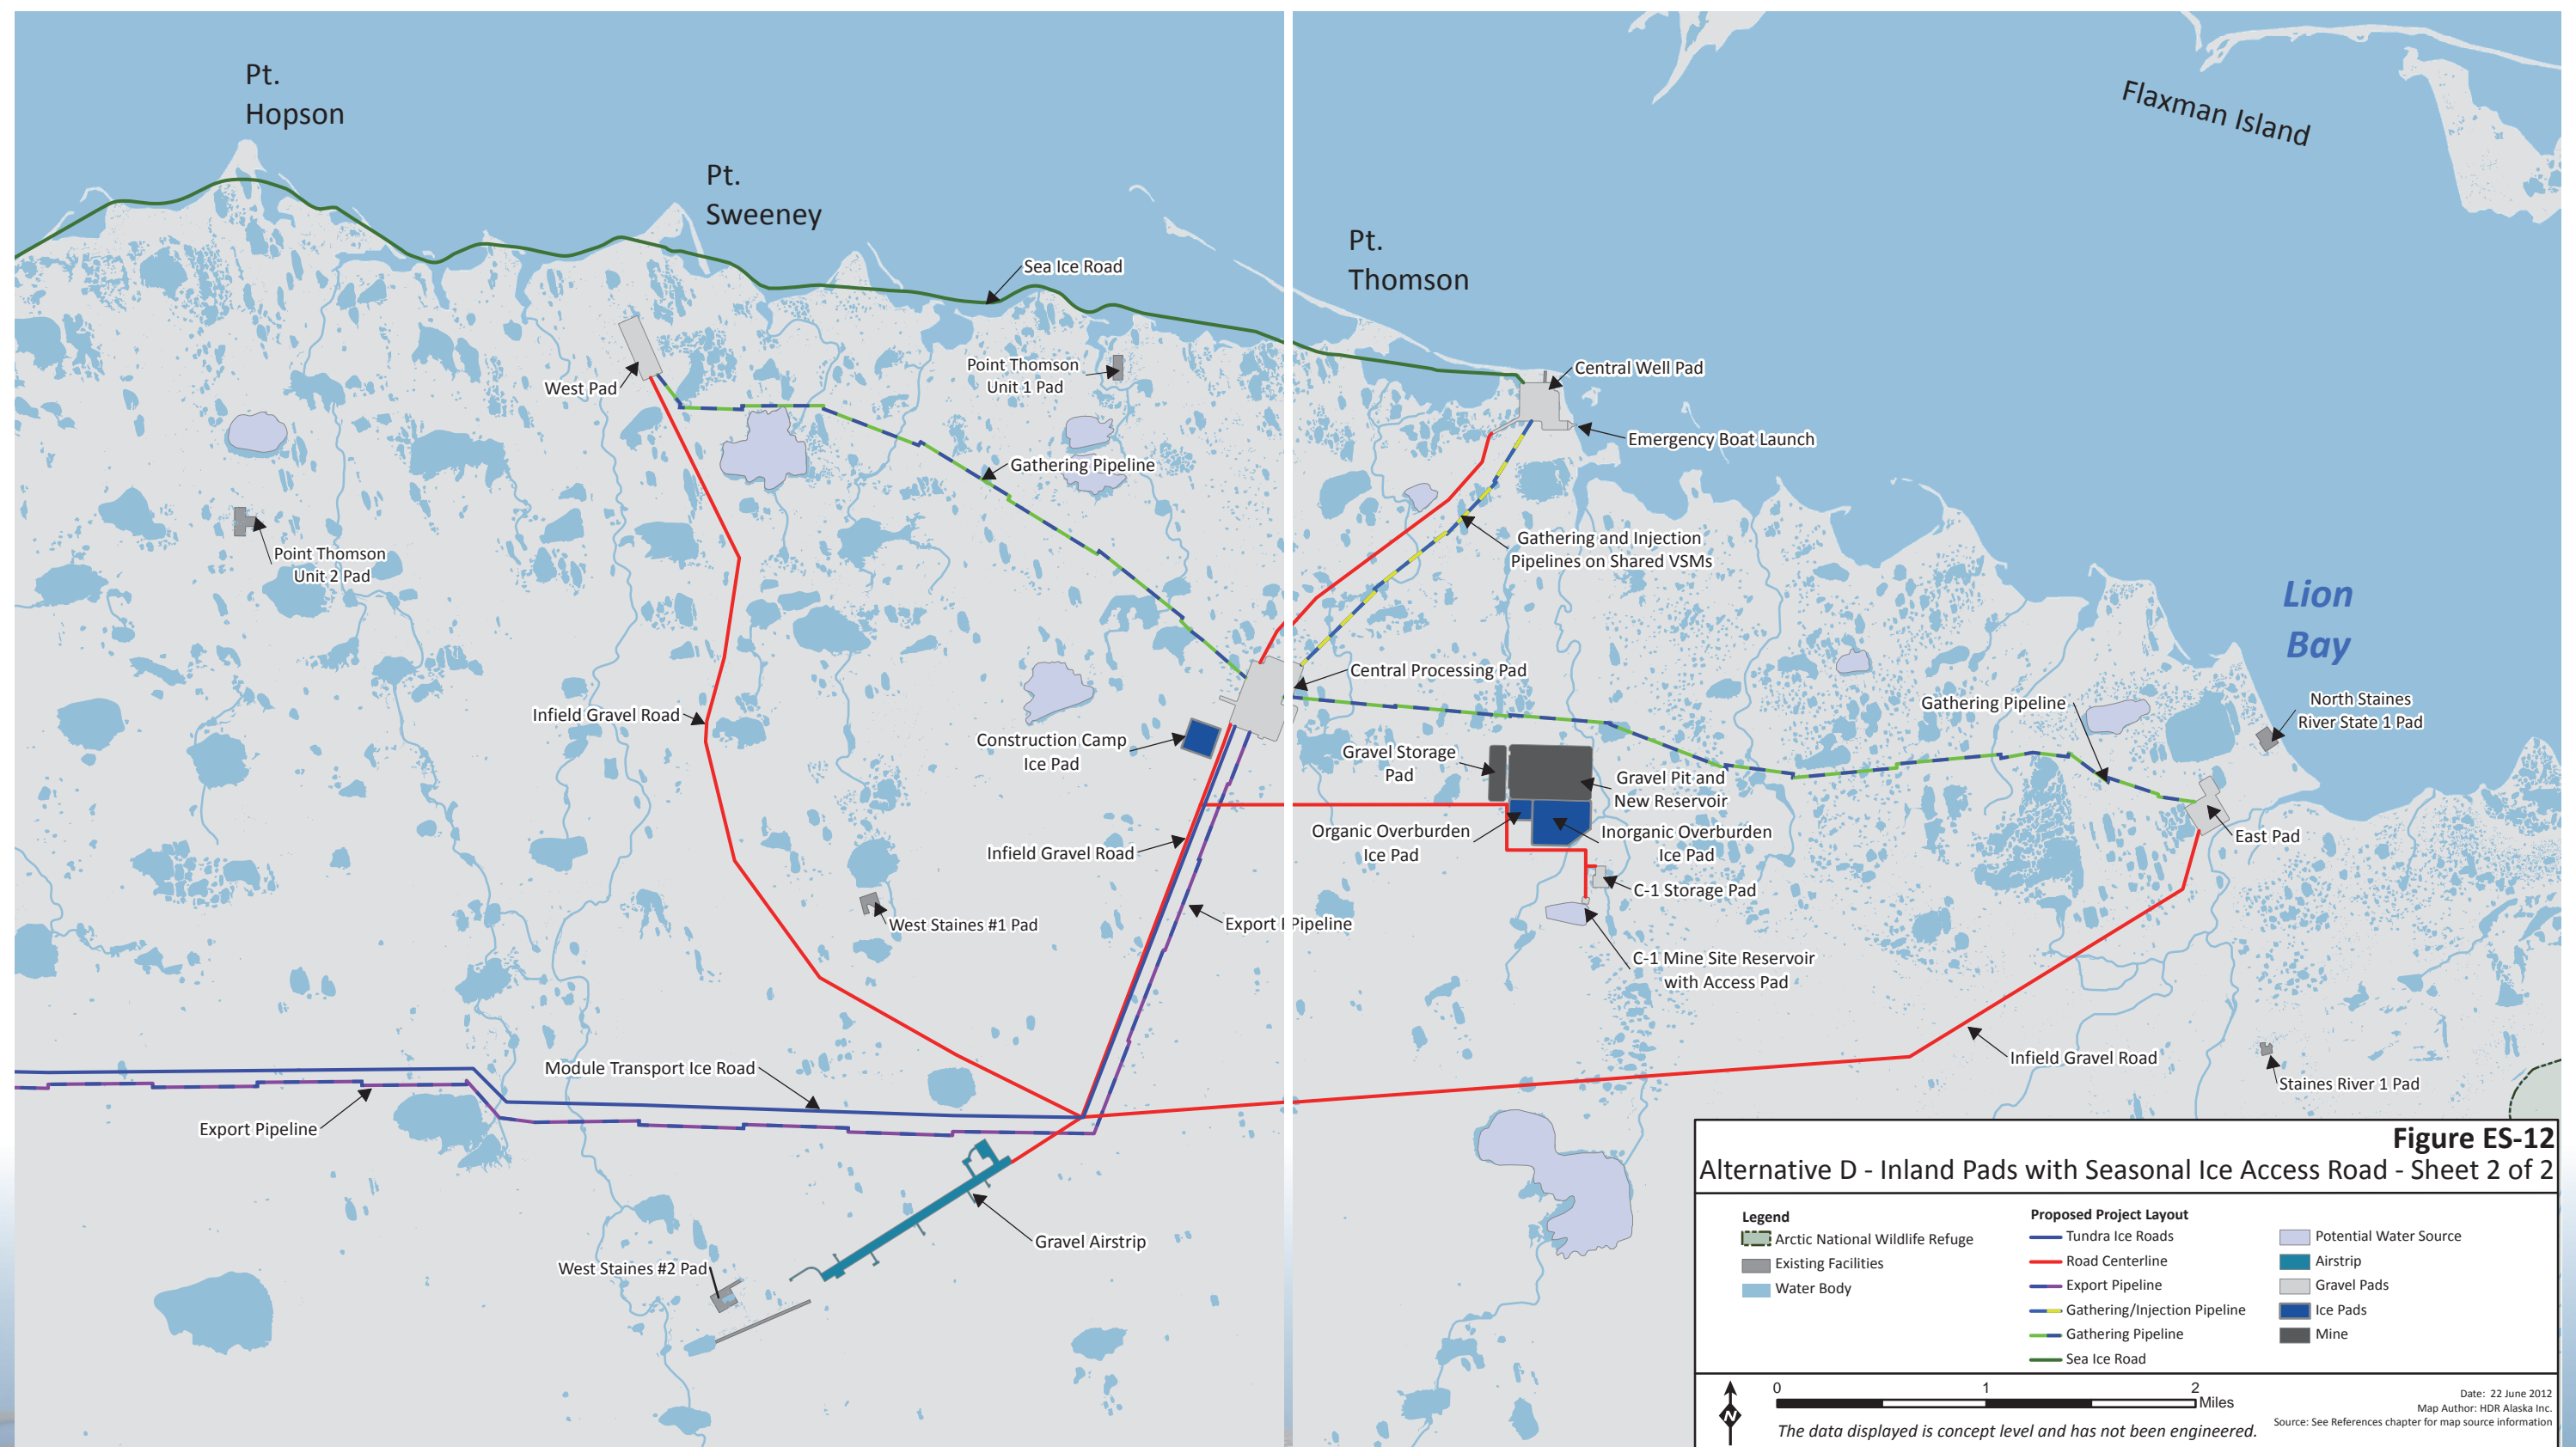 Pt.
Hopson
Pt.
Sweeney
Sea Ice Road
Point Thomson
Unit 1 Pad
West Pad
Gathering Pipeline
Point Thomson
Unit 2 Pad
Infield Gravel Road
Construction Camp
Ice Pad
Infield Gravel Road
West Staines #1 Pad
Export P
Module Transport Ice Road
Export Pipeline
Gravel Airstrip
West Staines #2 Pad
Flaxman Island
Pt.
Thomson
Central Well Pad
Emergency Boat Launch
Gathering and Injection
Pipelines on Shared VSMs
Lion
Bay
Central Processing Pad
Gathering Pipeline
North Staines
River State 1 Pad
Gravel Storage
Pad
Gravel Pit and
New Reservoir
Organic Overburden
Ice Pad
Inorganic Overburden
Ice Pad
East Pad
C-1 Storage Pad
Pipeline
C-1 Mine Site Reservoir
with Access Pad
Infield Gravel Road
Staines River 1 Pad
Figure ES-12
Alternative D - Inland Pads with Seasonal Ice Access Road - Sheet 2 of 2
Legend
Arctic National Wildlife Refuge
Existing Facilities
Water Body
Proposed Project Layout
Tundra Ice Roads
Road Centerline
Export Pipeline
Gathering/Injection Pipeline
Gathering Pipeline
Sea Ice Road
Potential Water Source
Airstrip
Gravel Pads
Ice Pads
Mine
N
0 1 2
Miles
The data displayed is concept level and has not been engineered.
Date: 22 June 2012
Map Author: HDR Alaska Inc.
Source: See References chapter for map source information